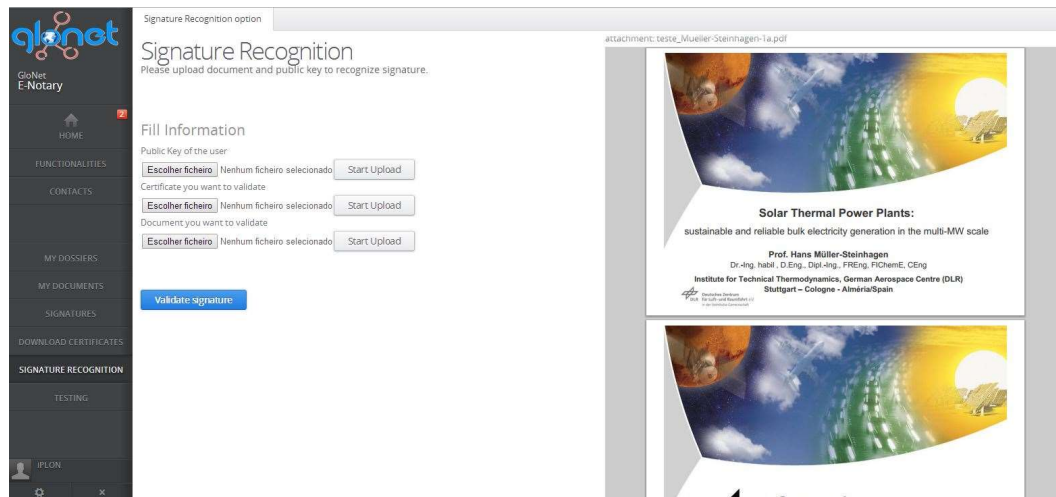 glonet
GloNet
E-Notary
2
HOME
FUNCTIONALITIES
CONTACTS
MY DOSSIERS
MY DOCUMENTS
SIGNATURES
DOWNLOAD CERTIFICATES
SIGNATURE RECOGNITION
TESTING
IPLON
Signature Recognition option
Signature Recognition
Please upload document and public key to recognize signature.
Fill Information
Public Key of the user
Escolher ficheiro Nenhum ficheiro selecionado Start Upload
Certificate you want to validate
Escolher ficheiro Nenhum ficheiro selecionado Start Upload
Document you want to validate
Escolher ficheiro Nenhum ficheiro selecionado Start Upload
Validate signature
attachment: teste_Mueller-Steinhagen-1a.pdf
Solar Thermal Power Plants:
sustainable and reliable bulk electricity generation in the multi-MW scale
Prof. Hans Müller-Steinhagen
Dr.-Ing. habil , D.Eng., Dipl.-Ing., FREng, FIChemE, CEng
Institute for Technical Thermodynamics, German Aerospace Centre (DLR)
Stuttgart – Cologne - Alméria/Spain
Deutsches Zentrum
DLR für Luft- und Raumfahrt e.V.